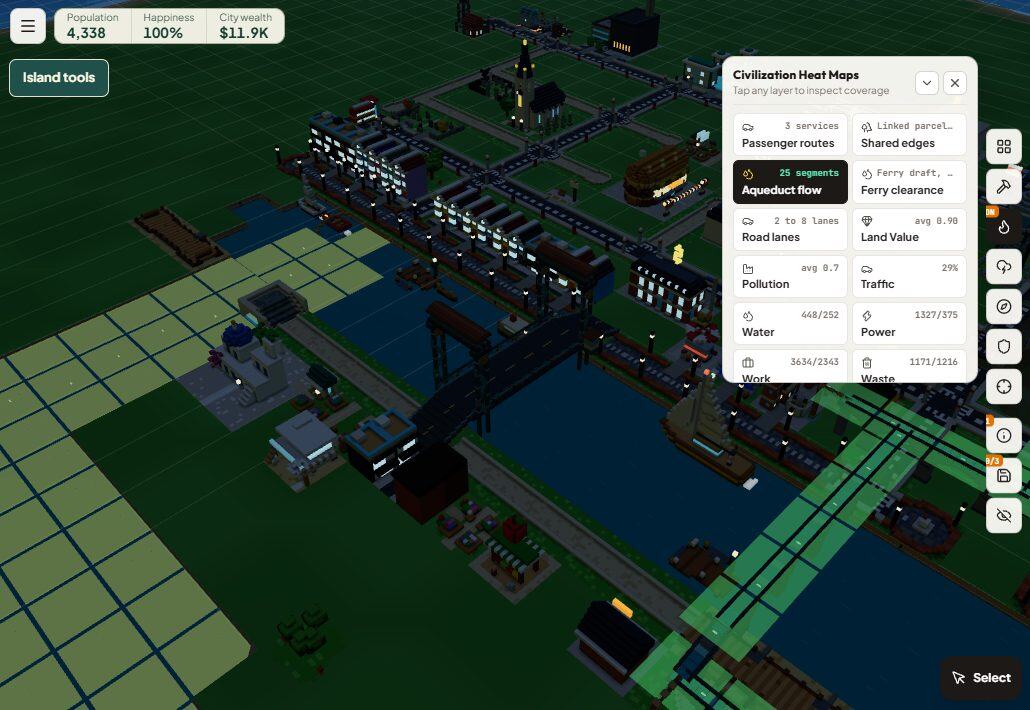 Population
4,338
Happiness
100%
City wealth
$11.9K
Island tools
Civilization Heat Maps
Tap any layer to inspect coverage
3 services
Passenger routes
Linked parcel…
Shared edges
25 segments
Aqueduct flow
Ferry draft, …
Ferry clearance
2 to 8 lanes
Road lanes
avg 0.90
Land Value
avg 0.7
Pollution
29%
Traffic
448/252
Water
1327/375
Power
3634/2343
Work
1171/1216
Waste
ON
0/3
Select